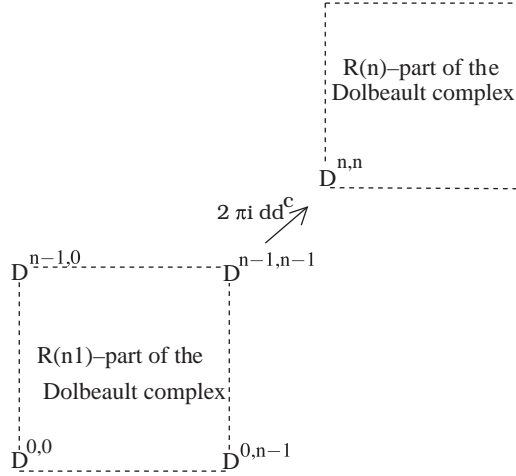 R(n)–part of the
Dolbeault complex
D^{n,n}
2 πi dd^c
D^{n−1,0}
D^{n−1,n−1}
R(n1)–part of the
Dolbeault complex
D^{0,0}
D^{0,n−1}